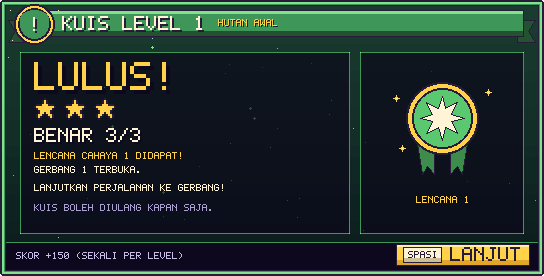 ! KUIS LEVEL 1 HUTAN AWAL
LULUS!
BENAR 3/3
LENCANA CAHAYA 1 DIDAPAT!
GERBANG 1 TERBUKA.
LANJUTKAN PERJALANAN KE GERBANG!
KUIS BOLEH DIULANG KAPAN SAJA.
LENCANA 1
SKOR +150 (SEKALI PER LEVEL)
SPASI LANJUT